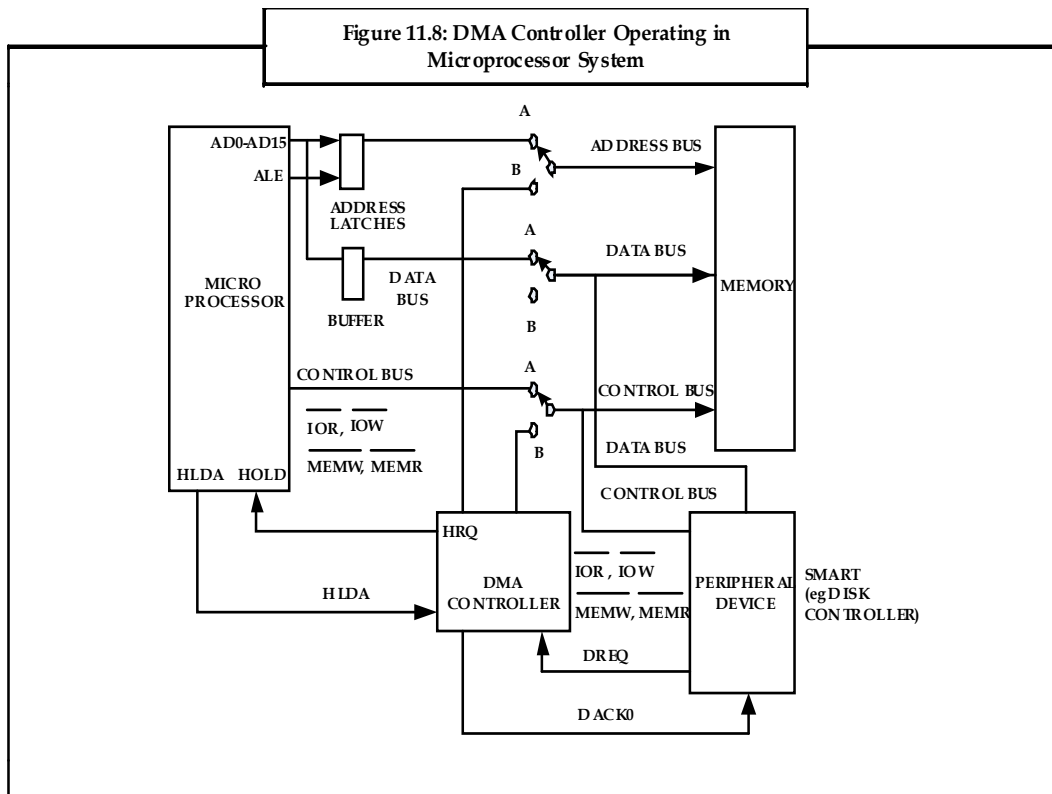 Figure 11.8: DMA Controller Operating in
Microprocessor System
A
AD0-AD15
ADDRESS BUS
B
ALE
ADDRESS
LATCHES
A
DATA BUS
MICRO
PROCESSOR
DATA
BUS
MEMORY
BUFFER
B
A
CONTROL BUS
CONTROL BUS
IOR, IOW
B
DATA BUS
MEMW, MEMR
HLDA HOLD
CONTROL BUS
HRQ
IOR, IOW
DMA
CONTROLLER
PERIPHERAL
DEVICE
SMART
(eg DISK
CONTROLLER)
HLDA
MEMW, MEMR
DREQ
DACK0